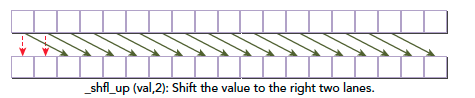 _shfl_up (val,2): Shift the value to the right two lanes.